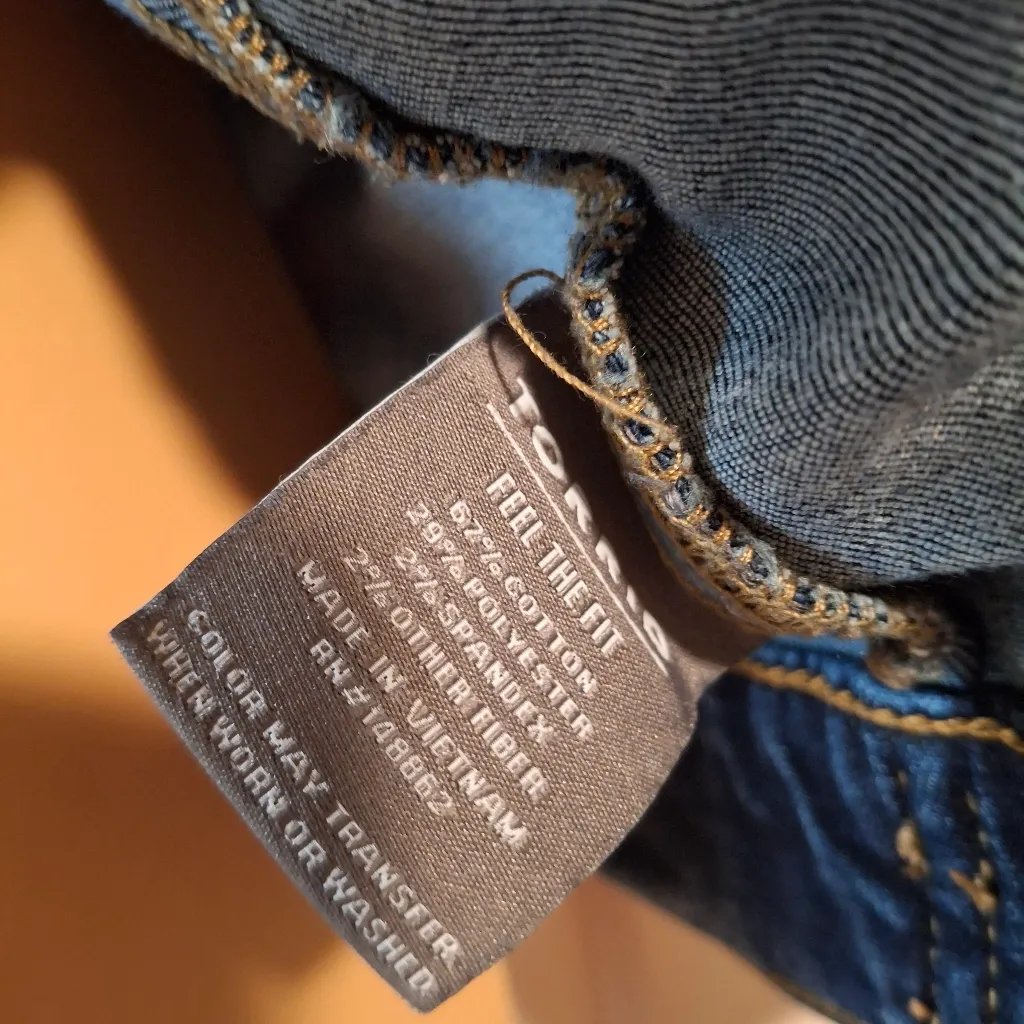 TORRID
FEEL THE FIT
67% COTTON
29% POLYESTER
2% SPANDEX
2% OTHER FIBER
MADE IN VIETNAM
RN# 148862
COLOR MAY TRANSFER
WHEN WORN OR WASHED